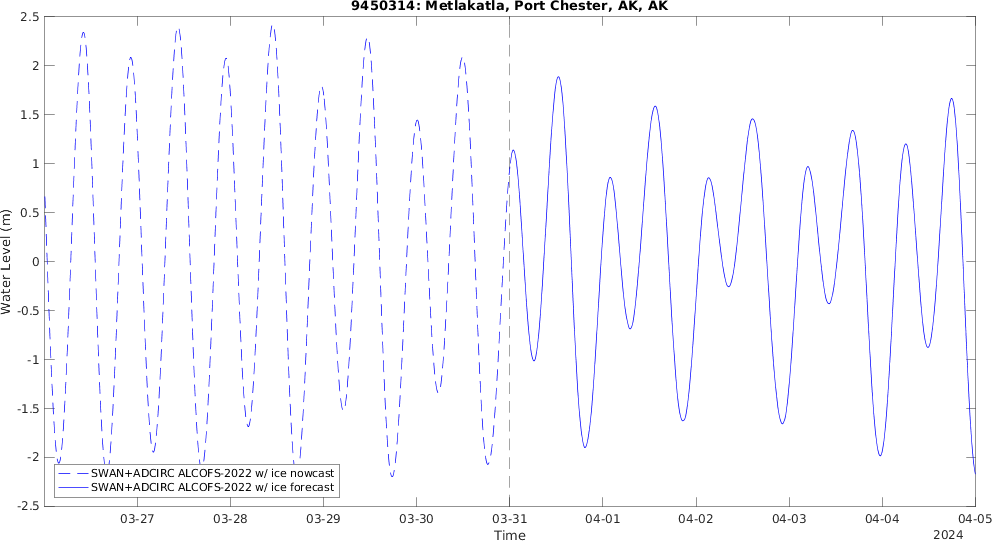 9450314: Metlakatla, Port Chester, AK, AK
2.5
2
1.5
1
0.5
0
-0.5
-1
-1.5
-2
-2.5
Water Level (m)
SWAN+ADCIRC ALCOFS-2022 w/ ice nowcast
SWAN+ADCIRC ALCOFS-2022 w/ ice forecast
03-27 03-28 03-29 03-30 03-31 04-01 04-02 04-03 04-04 04-05
Time
2024